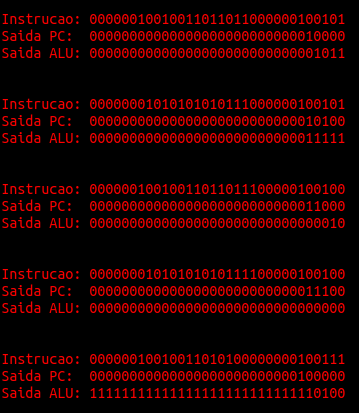 Instrucao: 00000010010011011011000000100101
Saida PC: 00000000000000000000000000010000
Saida ALU: 00000000000000000000000000001011
Instrucao: 00000001010101010111000000100101
Saida PC: 00000000000000000000000000010100
Saida ALU: 00000000000000000000000000011111
Instrucao: 00000010010011011011100000100100
Saida PC: 00000000000000000000000000011000
Saida ALU: 00000000000000000000000000000010
Instrucao: 00000001010101010111100000100100
Saida PC: 00000000000000000000000000011100
Saida ALU: 00000000000000000000000000000000
Instrucao: 00000010010011010100000000100111
Saida PC: 00000000000000000000000000100000
Saida ALU: 11111111111111111111111111110100